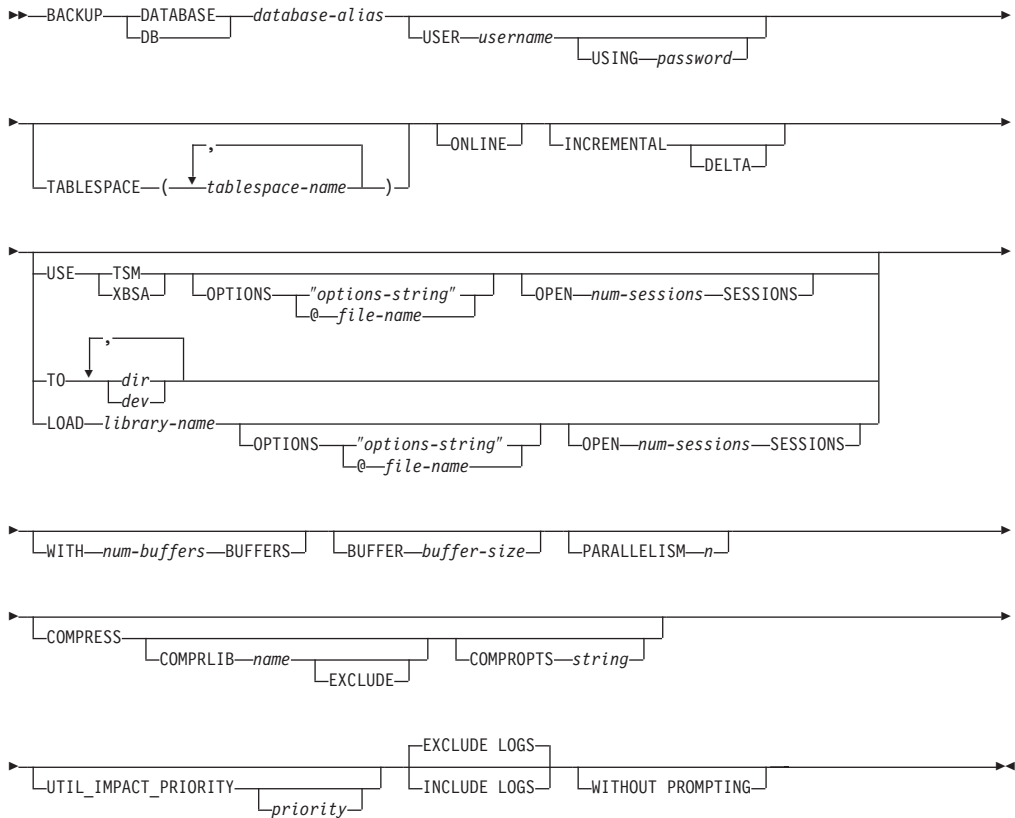 BACKUP DATABASE database-alias
DB USER username
USING password
,
ONLINE INCREMENTAL
DELTA
TABLESPACE ( tablespace-name )
USE TSM
XBSA OPTIONS "options-string" OPEN num-sessions SESSIONS
@ file-name
,
TO dir
dev
LOAD library-name
OPTIONS "options-string" OPEN num-sessions SESSIONS
@ file-name
WITH num-buffers BUFFERS BUFFER buffer-size PARALLELISM n
COMPRESS
COMPRLIB name COMPROPTS string
EXCLUDE
EXCLUDE LOGS
UTIL_IMPACT_PRIORITY INCLUDE LOGS WITHOUT PROMPTING
priority